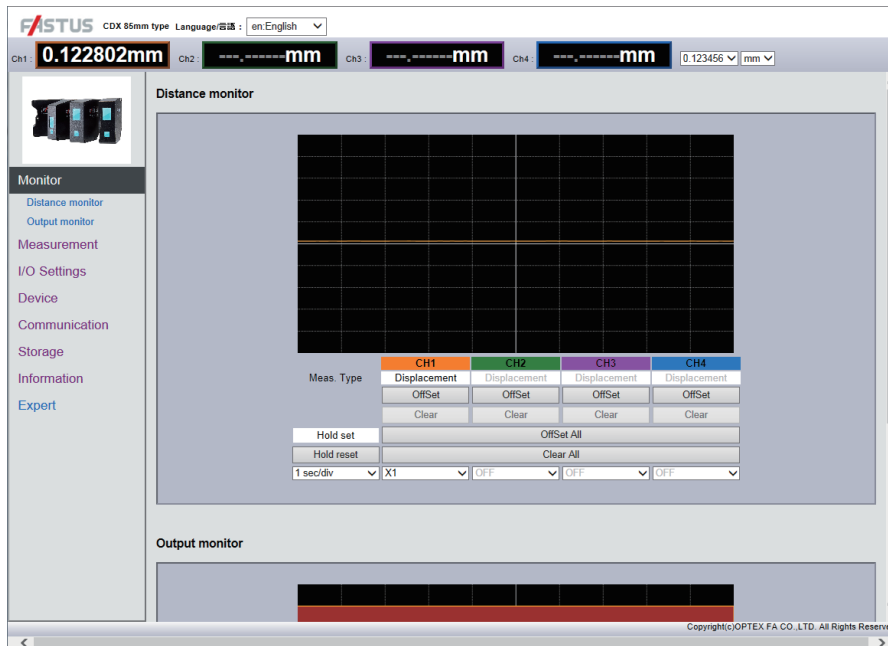 FASTUS CDX 85mm type Language/言語 : en:English
Ch1 : 0.122802mm Ch2 : ---.------mm Ch3 : ---.------mm Ch4 : ---.------mm 0.123456 mm
Distance monitor
Monitor
Distance monitor
Output monitor
Measurement
I/O Settings
Device
Communication
Storage
Information
Expert
CH1 CH2 CH3 CH4
Meas. Type Displacement Displacement Displacement Displacement
OffSet OffSet OffSet OffSet
Clear Clear Clear Clear
Hold set OffSet All
Hold reset Clear All
1 sec/div X1 OFF OFF OFF
Output monitor
Copyright(c)OPTEX FA CO.,LTD. All Rights Reserve